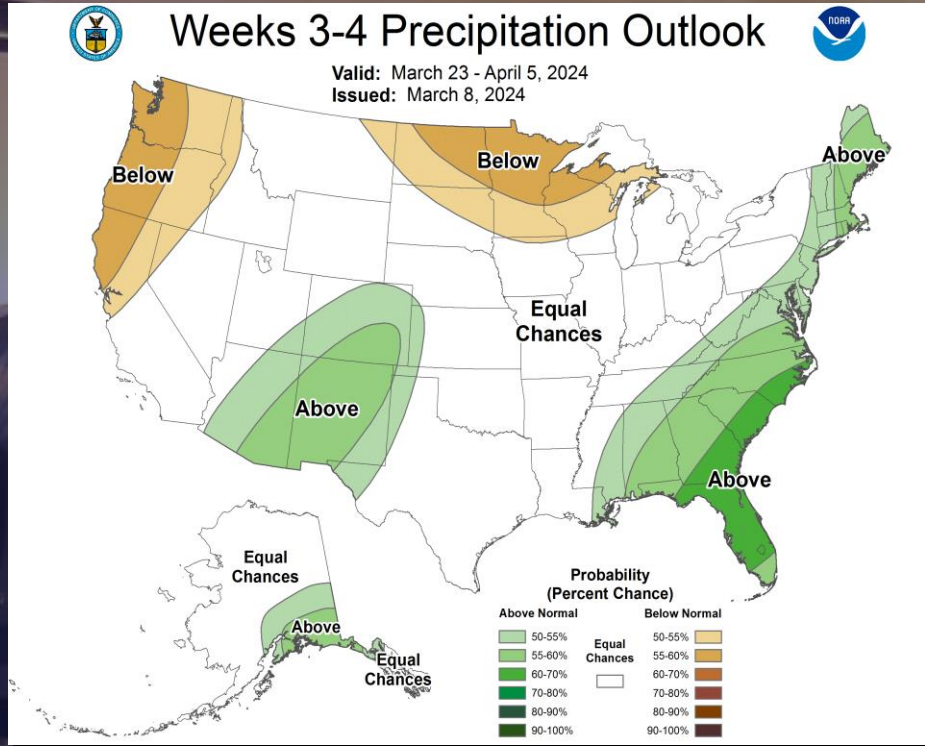 Weeks 3-4 Precipitation Outlook
NOAA
Valid: March 23 - April 5, 2024
Issued: March 8, 2024
Below
Below
Above
Equal
Chances
Above
Above
Equal
Chances
Above
Equal
Chances
Probability
(Percent Chance)
Above Normal
Below Normal
50-55%
55-60%
60-70%
70-80%
80-90%
90-100%
Equal
Chances
50-55%
55-60%
60-70%
70-80%
80-90%
90-100%